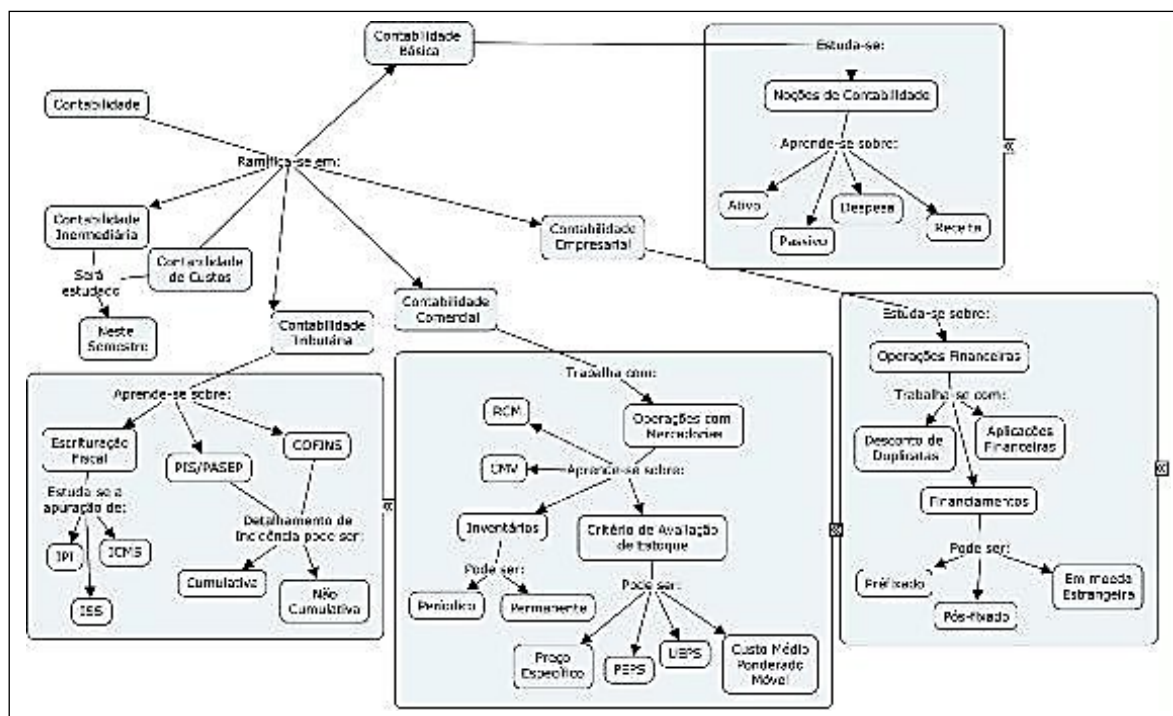 Contabilidade
Básica
Estuda-se:
Noções de Contabilidade
Aprende-se sobre:
Ativo
Passivo
Despesa
Receita
Contabilidade
Ramifica-se em:
Contabilidade
Inermediária
Será
estudado
Neste
Semestre
Contabilidade
de Custos
Contabilidade
Tributária
Contabilidade
Comercial
Contabilidade
Empresarial
Aprende-se sobre:
Escrituração
Fiscal
PIS/PASEP
COFINS
Estuda-se a
apuração de:
IPI
ICMS
ISS
Detalhamento de
Incidência pode ser:
Cumulativa
Não
Cumulativa
Trabalha com:
Operações com
Mercadorias
RCM
CMV
Aprende-se sobre:
Inventários
Critério de Avaliação
de Estoque
Pode ser:
Periódico
Permanente
Pode ser:
Preço
Específico
PEPS
UEPS
Custo Médio
Ponderado
Móvel
Estuda-se sobre:
Operações Financeiras
Trabalha-se com:
Desconto de
Duplicatas
Aplicações
Financeiras
Financiamentos
Pode ser:
Préfixado
Pós-fixado
Em moeda
Estrangeira